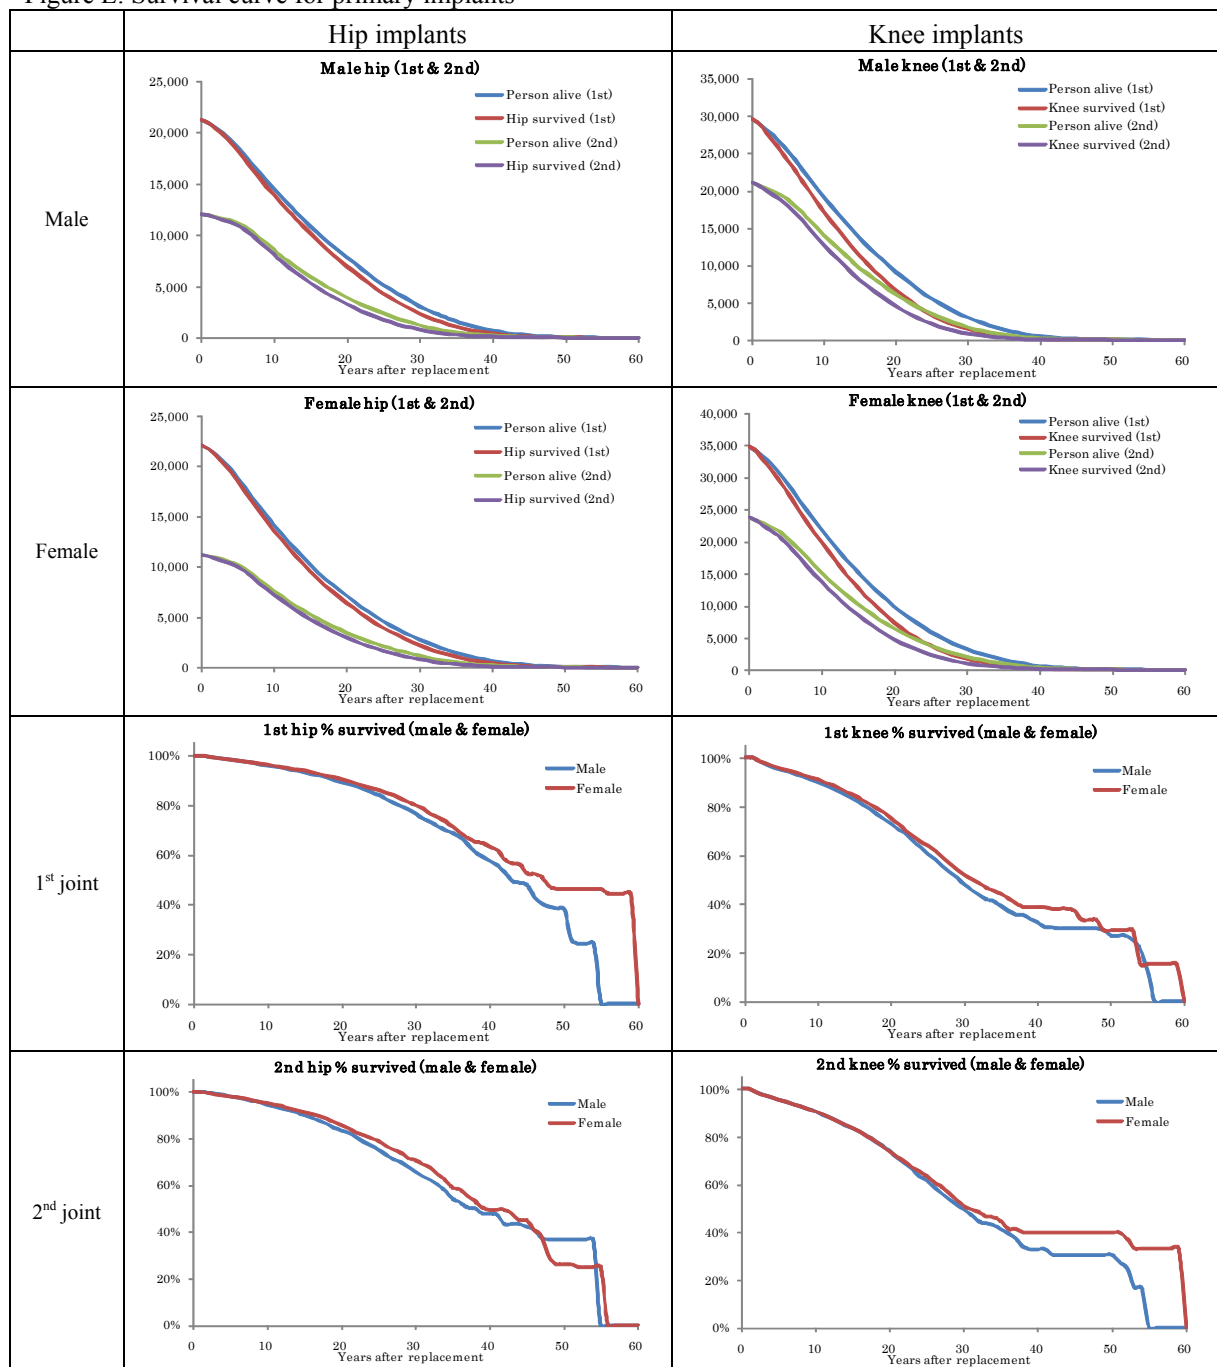 Figure E: Survival curve for primary implants
Hip implants
Knee implants
Male
Male hip (1st & 2nd)
25,000
20,000
15,000
10,000
5,000
0
Person alive (1st)
Hip survived (1st)
Person alive (2nd)
Hip survived (2nd)
0 10 20 30 40 50 60
Years after replacement
Male knee (1st & 2nd)
35,000
30,000
25,000
20,000
15,000
10,000
5,000
0
Person alive (1st)
Knee survived (1st)
Person alive (2nd)
Knee survived (2nd)
0 10 20 30 40 50 60
Years after replacement
Female
Female hip (1st & 2nd)
25,000
20,000
15,000
10,000
5,000
0
Person alive (1st)
Hip survived (1st)
Person alive (2nd)
Hip survived (2nd)
0 10 20 30 40 50 60
Years after replacement
Female knee (1st & 2nd)
40,000
35,000
30,000
25,000
20,000
15,000
10,000
5,000
0
Person alive (1st)
Knee survived (1st)
Person alive (2nd)
Knee survived (2nd)
0 10 20 30 40 50 60
Years after replacement
1st joint
1st hip % survived (male & female)
100%
80%
60%
40%
20%
0%
Male
Female
0 10 20 30 40 50 60
Years after replacement
1st knee % survived (male & female)
100%
80%
60%
40%
20%
0%
Male
Female
0 10 20 30 40 50 60
Years after replacement
2nd joint
2nd hip % survived (male & female)
100%
80%
60%
40%
20%
0%
Male
Female
0 10 20 30 40 50 60
Years after replacement
2nd knee % survived (male & female)
100%
80%
60%
40%
20%
0%
Male
Female
0 10 20 30 40 50 60
Years after replacement